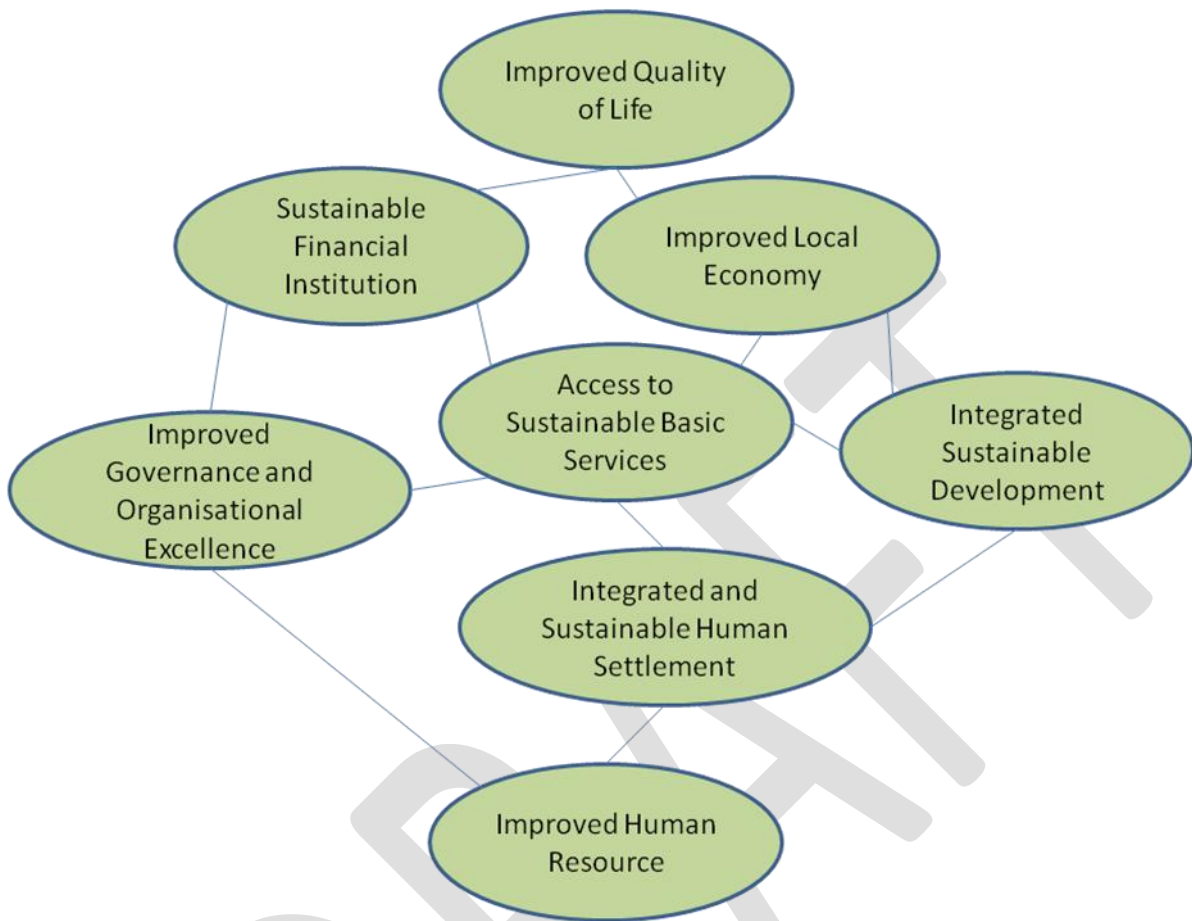 Improved Quality
of Life
Sustainable
Financial
Institution
Improved Local
Economy
Access to
Sustainable Basic
Services
Integrated
Sustainable
Development
Improved
Governance and
Organisational
Excellence
Integrated and
Sustainable Human
Settlement
Improved Human
Resource
DRAFT